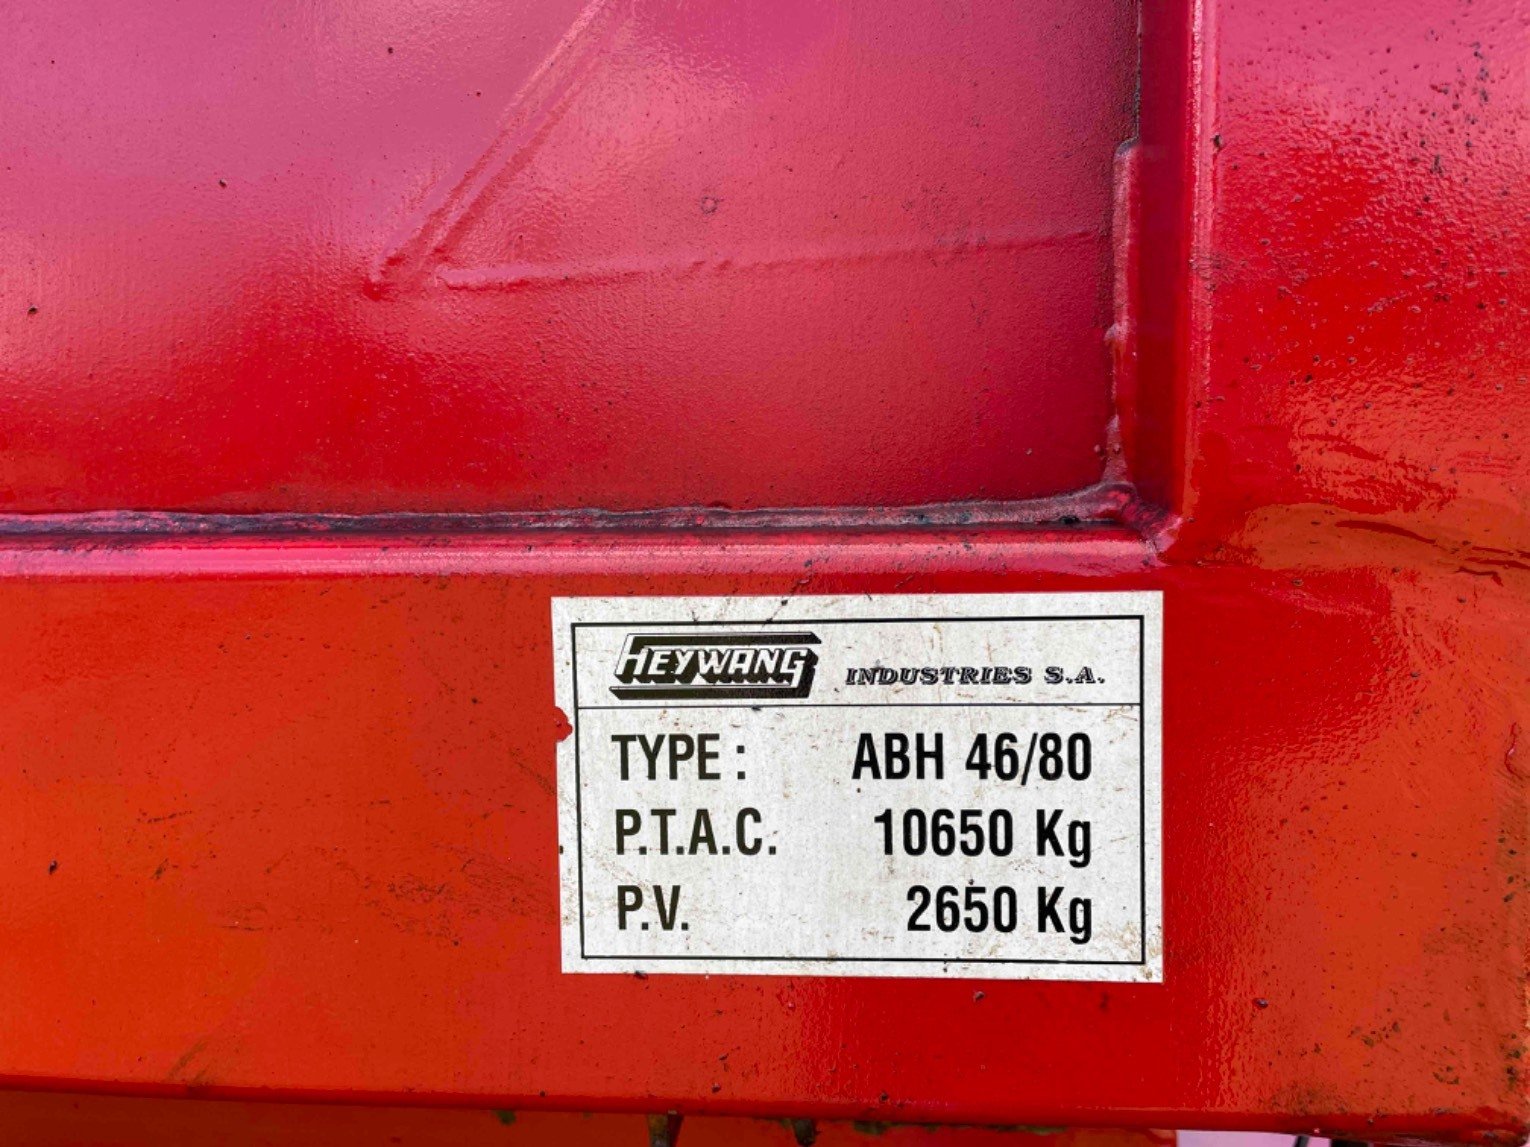 HEYWANG INDUSTRIES S.A.
TYPE : ABH 46/80
P.T.A.C. 10650 Kg
P.V. 2650 Kg